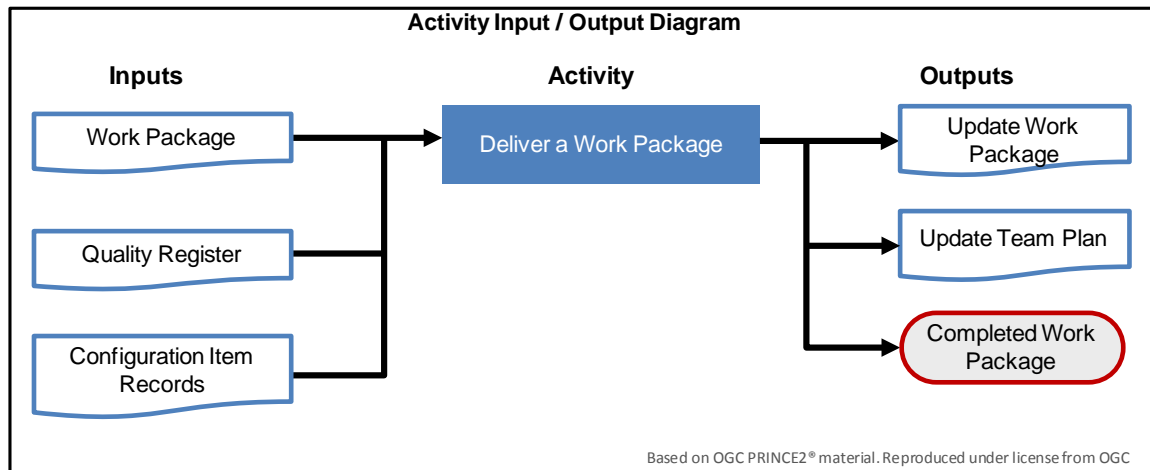 Activity Input / Output Diagram
Inputs
Activity
Outputs
Work Package
Deliver a Work Package
Update Work
Package
Quality Register
Update Team Plan
Configuration Item
Records
Completed Work
Package
Based on OGC PRINCE2® material. Reproduced under license from OGC